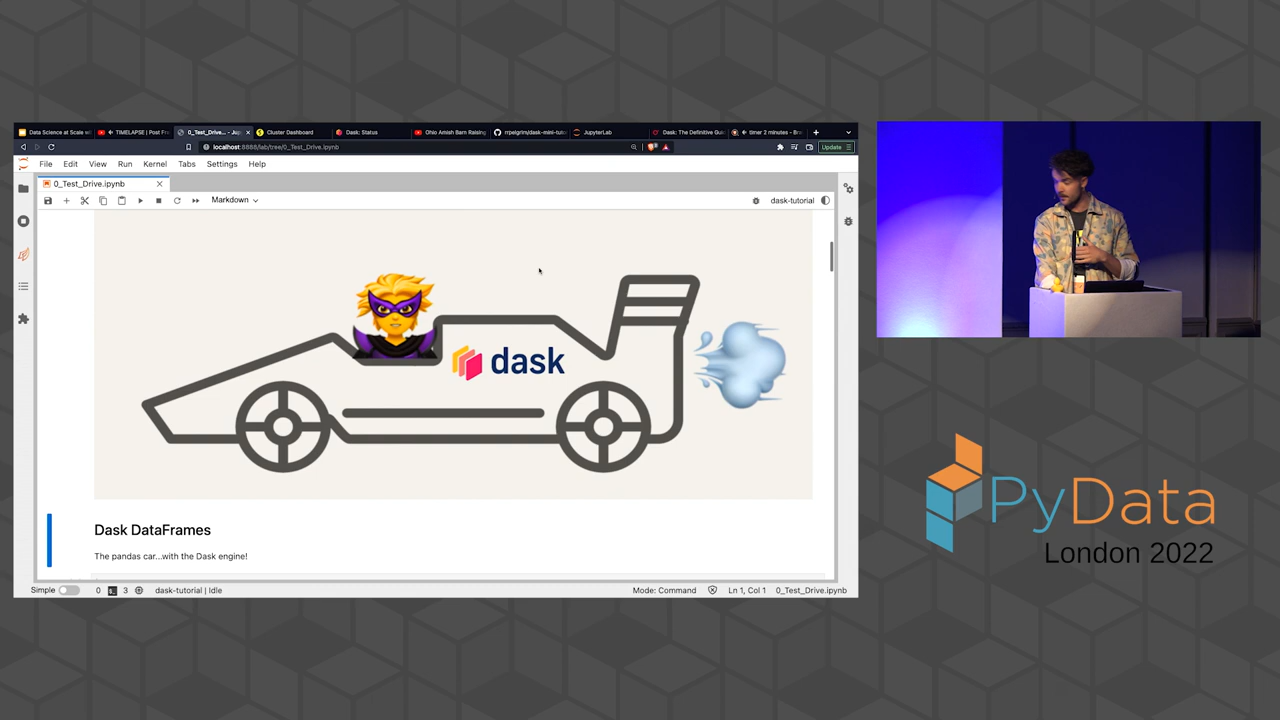 Data Science at Scale wi
TIMELAPSE | Post Fr
0_Test_Drive... - Jup
Cluster Dashboard
Dask: Status
Ohio Amish Barn Raising
rrpelgrim/dask-mini-tuto
JupyterLab
Dask: The Definitive Gui
timer 2 minutes - Bra
localhost:8888/lab/tree/0_Test_Drive.ipynb
Update
File Edit View Run Kernel Tabs Settings Help
0_Test_Drive.ipynb
Markdown
dask-tutorial
dask
Dask DataFrames
The pandas car...with the Dask engine!
Simple 0 3 dask-tutorial | Idle
Mode: Command Ln 1, Col 1 0_Test_Drive.ipynb
PyData
London 2022